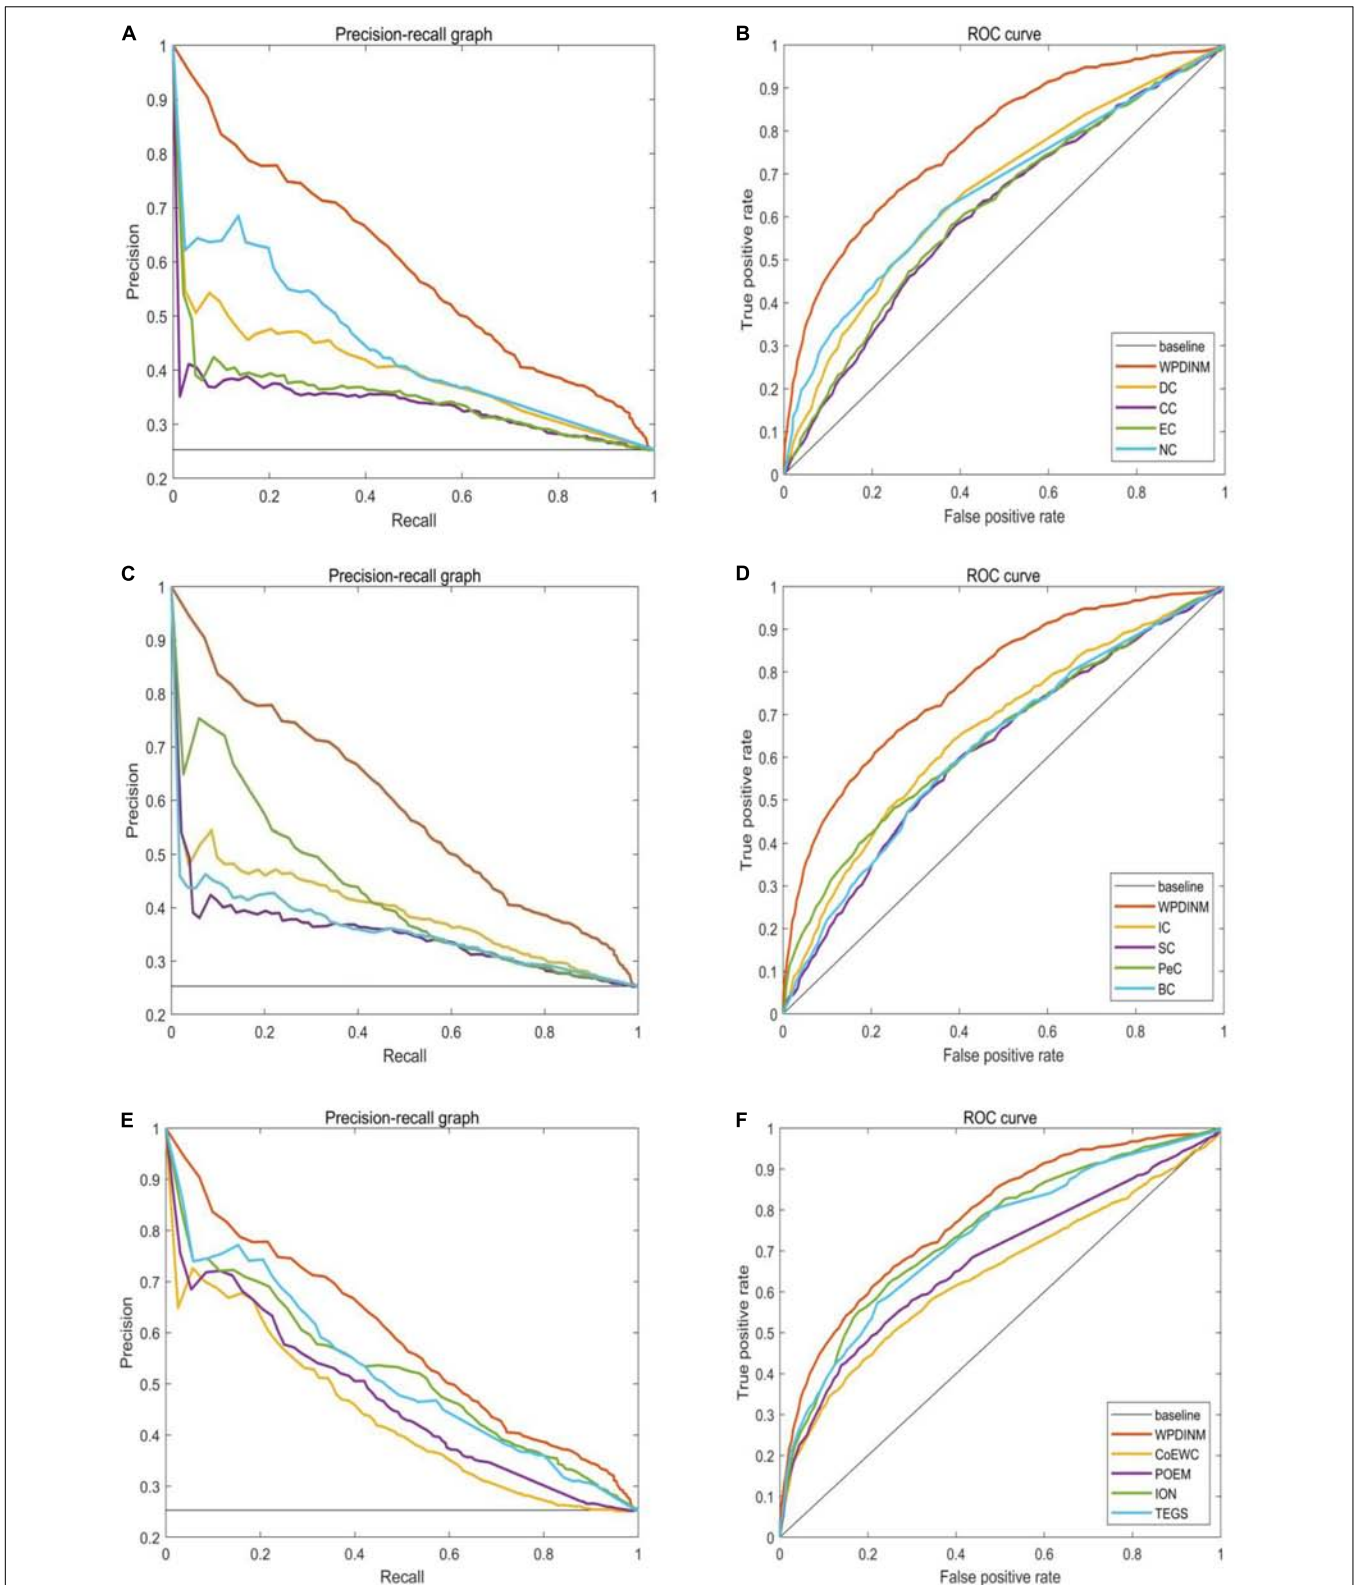 A
Precision-recall graph
1
0.9
0.8
0.7
0.6
0.5
0.4
0.3
0.2
Precision
0 0.2 0.4 0.6 0.8 1
Recall
B
ROC curve
1
0.9
0.8
0.7
0.6
0.5
0.4
0.3
0.2
0.1
0
True positive rate
baseline
WPDINM
DC
CC
EC
NC
0 0.2 0.4 0.6 0.8 1
False positive rate
C
Precision-recall graph
1
0.9
0.8
0.7
0.6
0.5
0.4
0.3
0.2
Precision
0 0.2 0.4 0.6 0.8 1
Recall
D
ROC curve
1
0.9
0.8
0.7
0.6
0.5
0.4
0.3
0.2
0.1
0
True positive rate
baseline
WPDINM
IC
SC
PeC
BC
0 0.2 0.4 0.6 0.8 1
False positive rate
E
Precision-recall graph
1
0.9
0.8
0.7
0.6
0.5
0.4
0.3
0.2
Precision
0 0.2 0.4 0.6 0.8 1
Recall
F
ROC curve
1
0.9
0.8
0.7
0.6
0.5
0.4
0.3
0.2
0.1
0
True positive rate
baseline
WPDINM
CoEWC
POEM
ION
TEGS
0 0.2 0.4 0.6 0.8 1
False positive rate